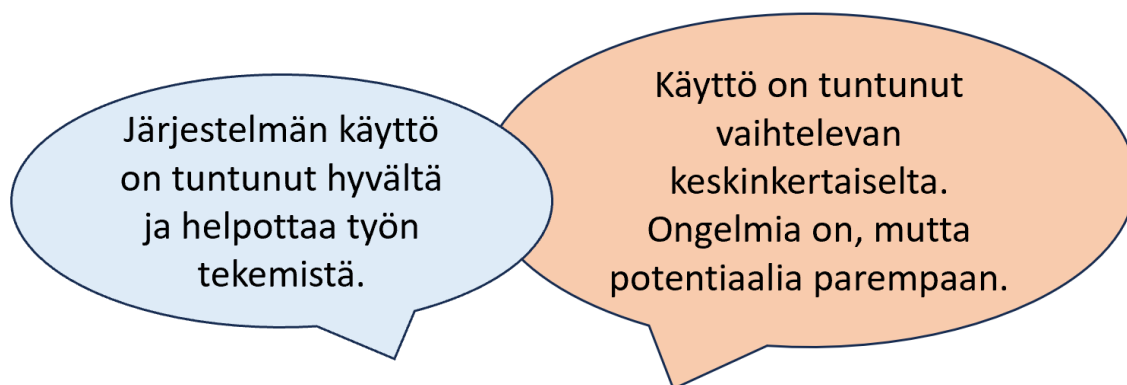 Järjestelmän käyttö
on tuntunut hyvältä
ja helpottaa työn
tekemistä.
Käyttö on tuntunut
vaihtelevan
keskinkertaiselta.
Ongelmia on, mutta
potentiaalia parempaan.